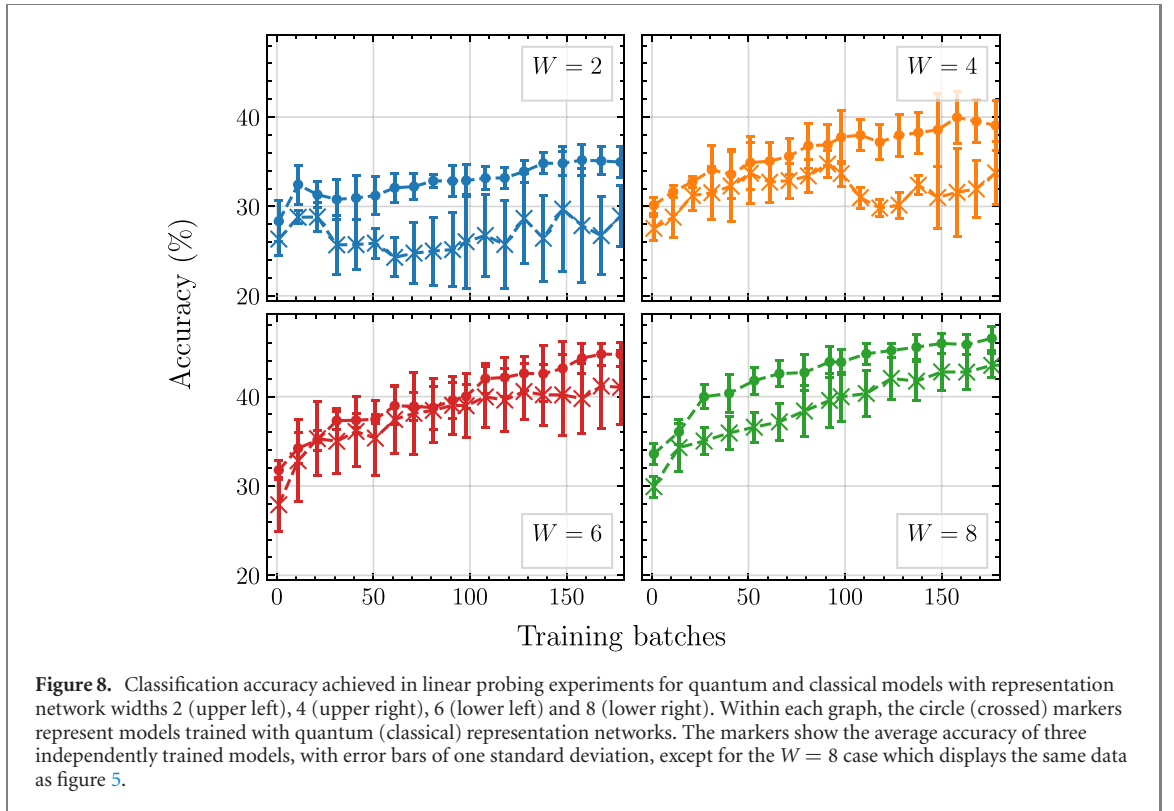 W = 2
W = 4
40
30
20
Accuracy (%)
40
30
20
W = 6
W = 8
0 50 100 150 0 50 100 150
Training batches
Figure 8. Classification accuracy achieved in linear probing experiments for quantum and classical models with representation
network widths 2 (upper left), 4 (upper right), 6 (lower left) and 8 (lower right). Within each graph, the circle (crossed) markers
represent models trained with quantum (classical) representation networks. The markers show the average accuracy of three
independently trained models, with error bars of one standard deviation, except for the W = 8 case which displays the same data
as figure 5.